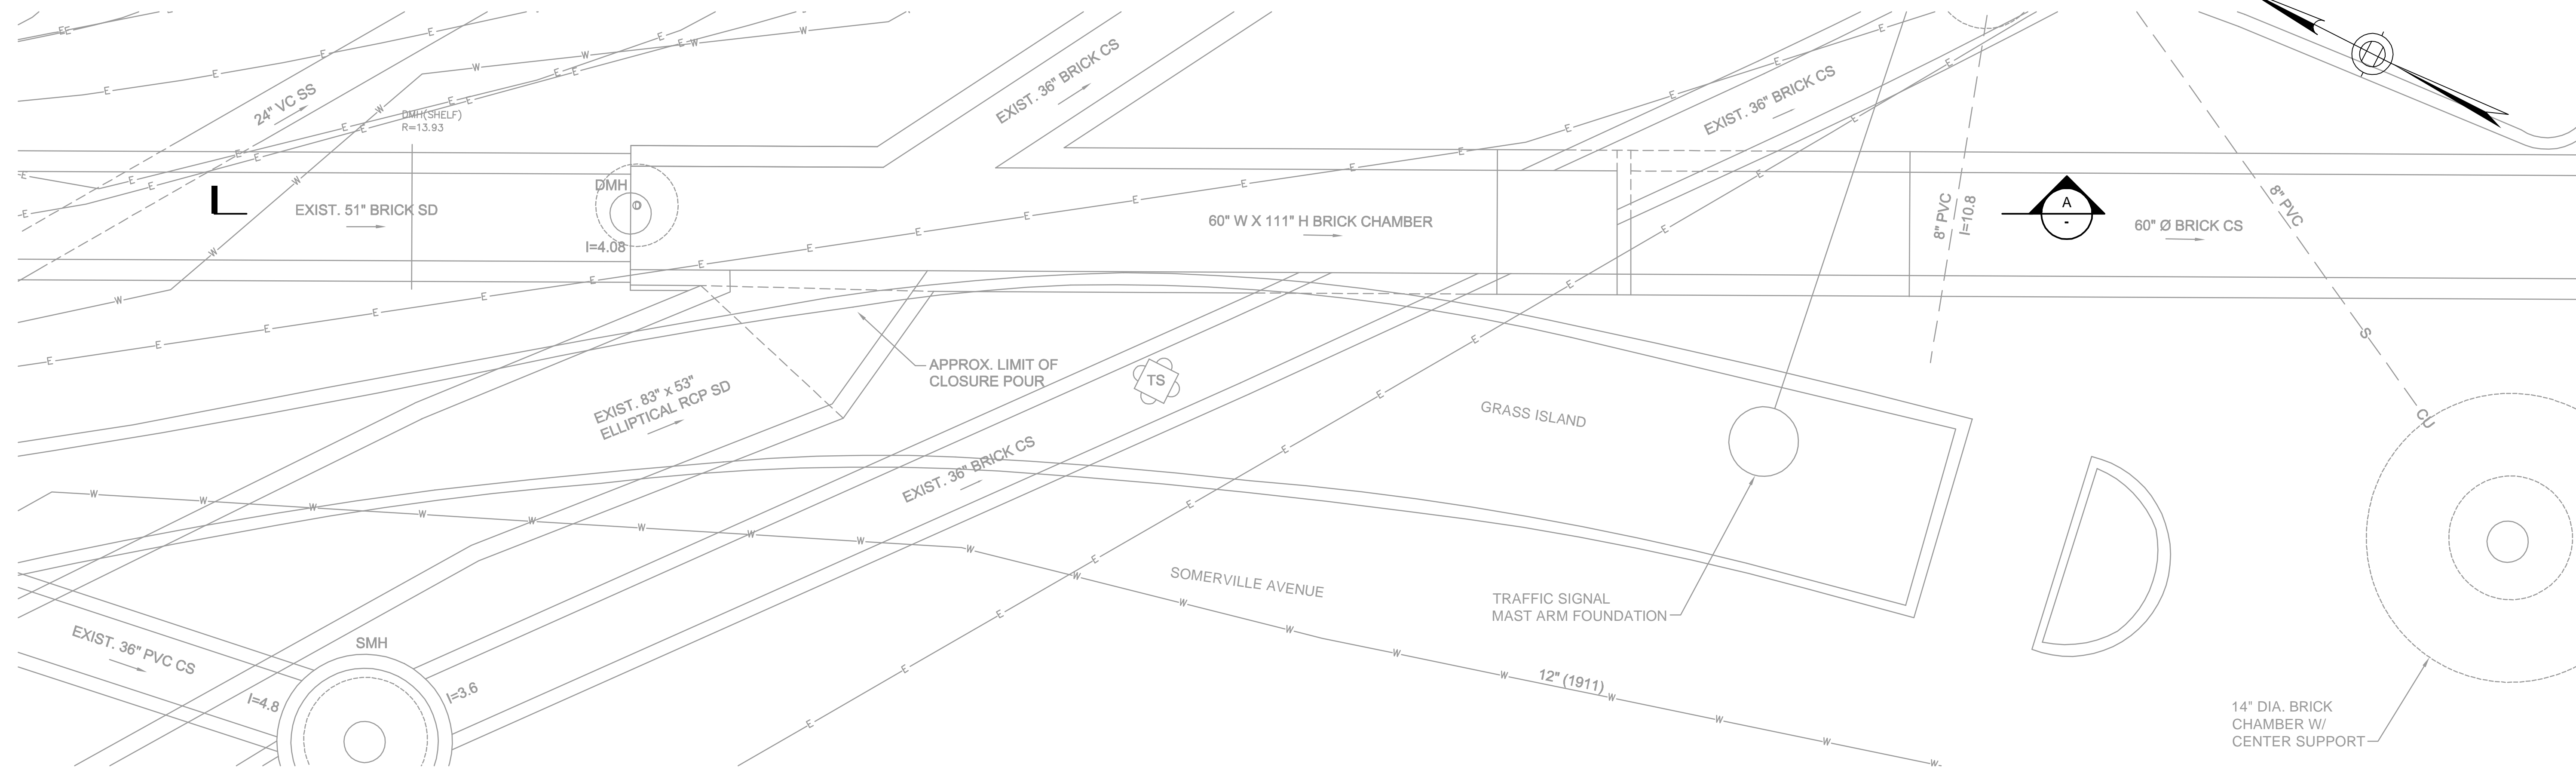 24" VC SS
DMH(SHELF)
R=13.93
EXIST. 36" BRICK CS
EXIST. 36" BRICK CS
DMH
D
EXIST. 51" BRICK SD
I=4.08
60" W X 111" H BRICK CHAMBER
8" PVC
I=10.8
A
-
60" Ø BRICK CS
8" PVC
S
CU
APPROX. LIMIT OF
CLOSURE POUR
EXIST. 83" x 53"
ELLIPTICAL RCP SD
TS
GRASS ISLAND
EXIST. 36" BRICK CS
SOMERVILLE AVENUE
TRAFFIC SIGNAL
MAST ARM FOUNDATION
12" (1911)
EXIST. 36" PVC CS
SMH
I=4.8
I=3.6
14" DIA. BRICK
CHAMBER W/
CENTER SUPPORT